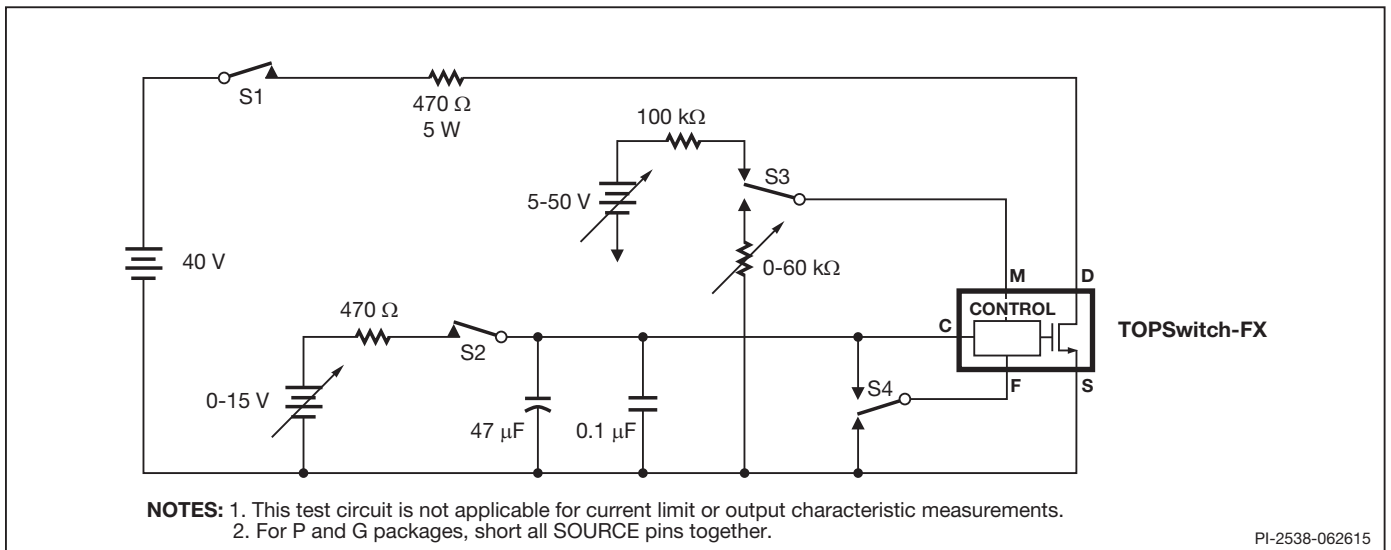 S1
470 Ω
5 W
100 kΩ
S3
5-50 V
40 V
0-60 kΩ
M
D
470 Ω
CONTROL
C
TOPSwitch-FX
S2
0-15 V
S4
F
S
47 μF
0.1 μF
NOTES: 1. This test circuit is not applicable for current limit or output characteristic measurements.
2. For P and G packages, short all SOURCE pins together.
PI-2538-062615